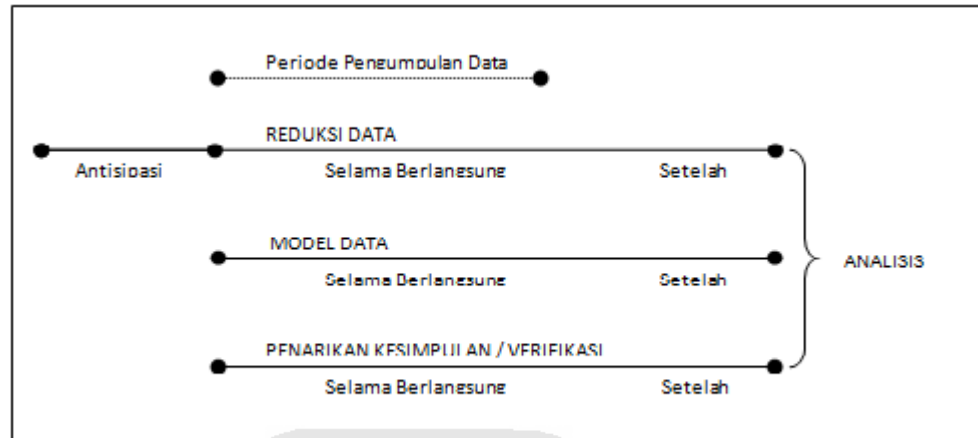 Periode Pengumpulan Data
REDUKSI DATA
Antisipasi Selama Berlangsung Setelah
MODEL DATA
Selama Berlangsung Setelah
ANALISIS
PENARIKAN KESIMPULAN / VERIFIKASI
Selama Berlangsung Setelah